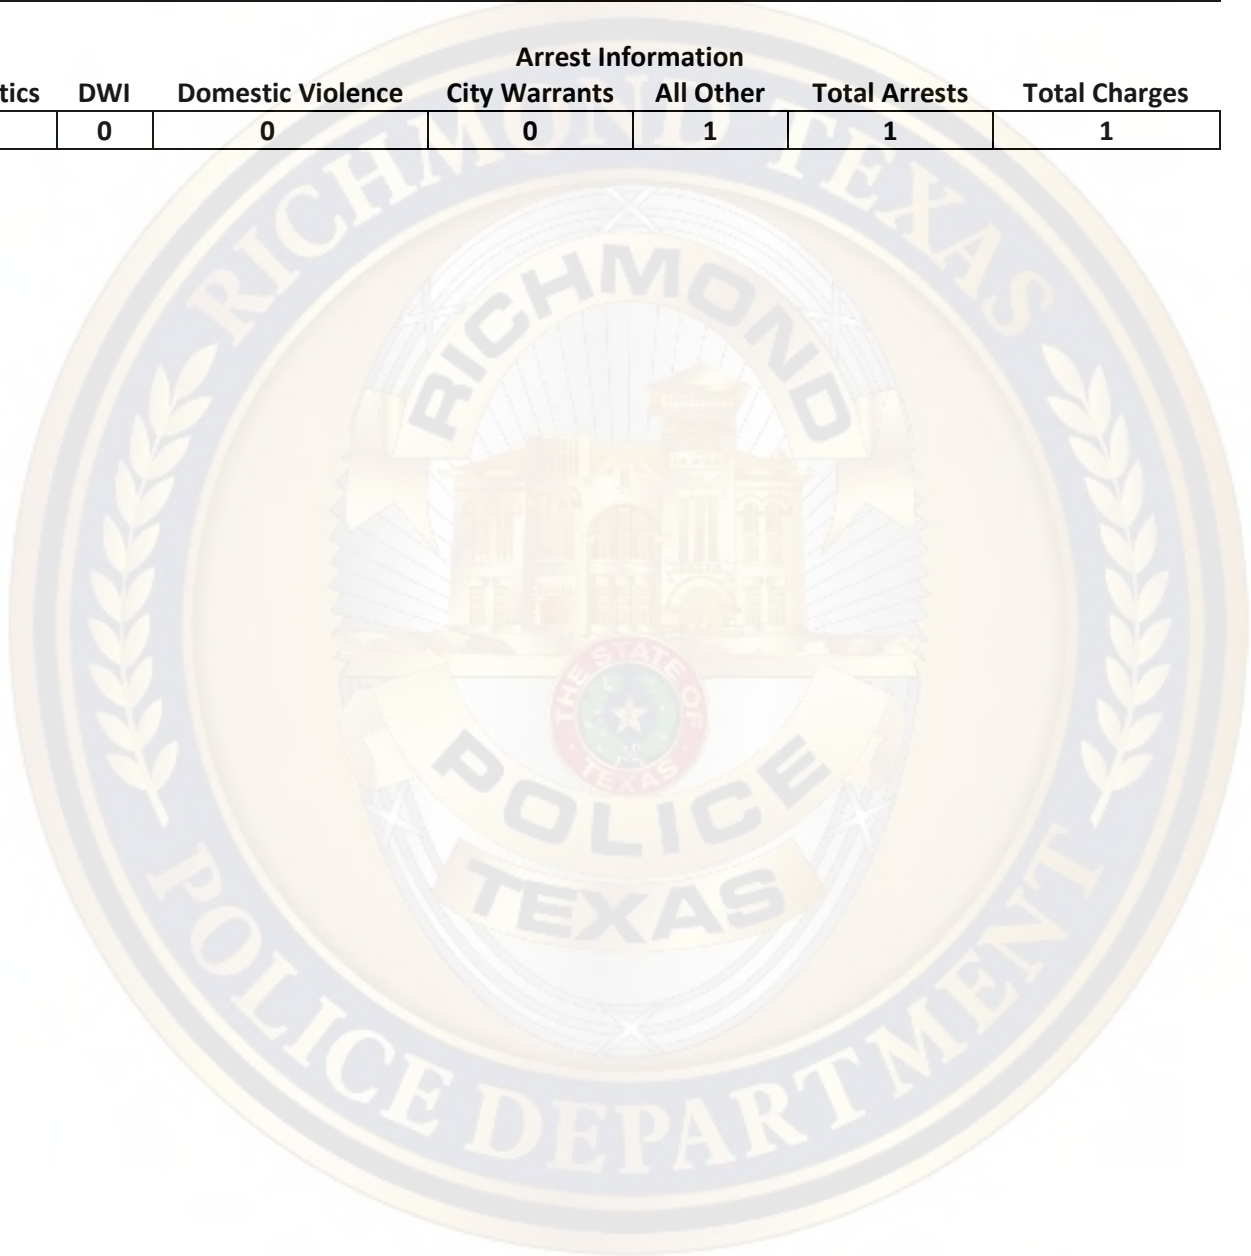 Arrest Information
tics DWI Domestic Violence City Warrants All Other Total Arrests Total Charges
0 0 0 1 1 1
RICHMOND TEXAS
RICHMOND
THE STATE OF
TEXAS
POLICE
TEXAS
POLICE DEPARTMENT